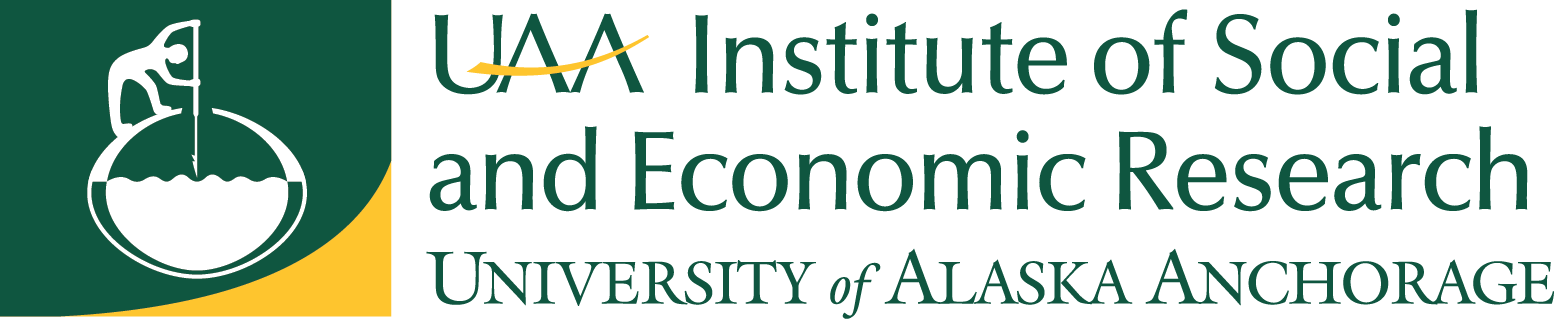 UAA Institute of Social
and Economic Research
UNIVERSITY of ALASKA ANCHORAGE